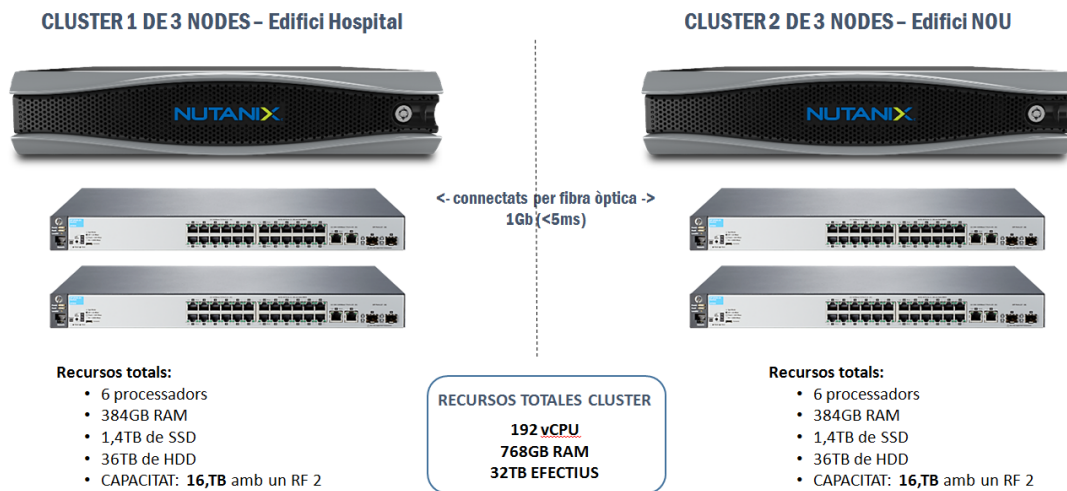 CLUSTER 1 DE 3 NODES – Edifici Hospital
CLUSTER 2 DE 3 NODES – Edifici NOU
NUTANIX
NUTANIX
<- connectats per fibra òptica ->
1Gb (<5ms)
Recursos totals:
• 6 processadors
• 384GB RAM
• 1,4TB de SSD
• 36TB de HDD
• CAPACITAT: 16,TB amb un RF 2
RECURSOS TOTALES CLUSTER
192 vCPU
768GB RAM
32TB EFECTIUS
Recursos totals:
• 6 processadors
• 384GB RAM
• 1,4TB de SSD
• 36TB de HDD
• CAPACITAT: 16,TB amb un RF 2